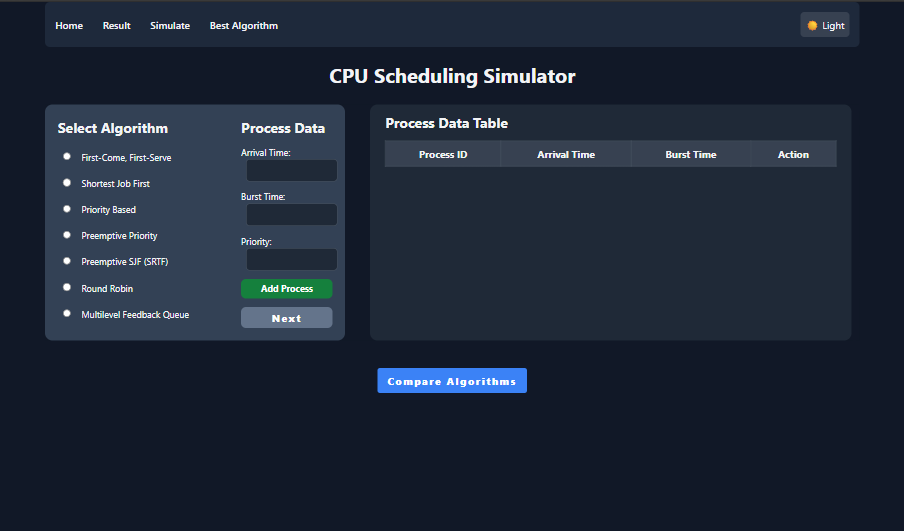 Home Result Simulate Best Algorithm Light
CPU Scheduling Simulator
Select Algorithm
First-Come, First-Serve
Shortest Job First
Priority Based
Preemptive Priority
Preemptive SJF (SRTF)
Round Robin
Multilevel Feedback Queue
Process Data
Arrival Time:
Burst Time:
Priority:
Add Process
Next
Process Data Table
Process ID Arrival Time Burst Time Action
Compare Algorithms